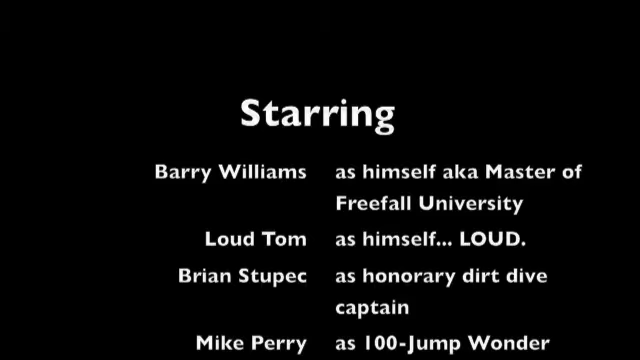 Starring
Barry Williams as himself aka Master of
Freefall University
Loud Tom as himself... LOUD.
Brian Stupec as honorary dirt dive
captain
Mike Perry as 100-Jump Wonder